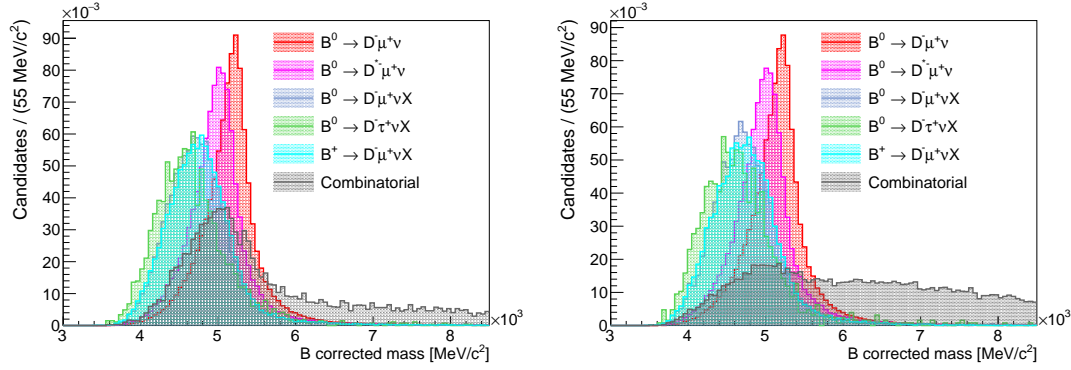 ×10⁻³
Candidates / (55 MeV/c²)
90
80
70
60
50
40
30
20
10
0
B⁰ → D⁻μ⁺ν
B⁰ → D*⁻μ⁺ν
B⁰ → D⁻μ⁺νX
B⁰ → D⁻τ⁺νX
B⁺ → D⁻μ⁺νX
Combinatorial
3 4 5 6 7 8
×10³
B corrected mass [MeV/c²]
×10⁻³
Candidates / (55 MeV/c²)
90
80
70
60
50
40
30
20
10
0
B⁰ → D⁻μ⁺ν
B⁰ → D*⁻μ⁺ν
B⁰ → D⁻μ⁺νX
B⁰ → D⁻τ⁺νX
B⁺ → D⁻μ⁺νX
Combinatorial
3 4 5 6 7 8
×10³
B corrected mass [MeV/c²]